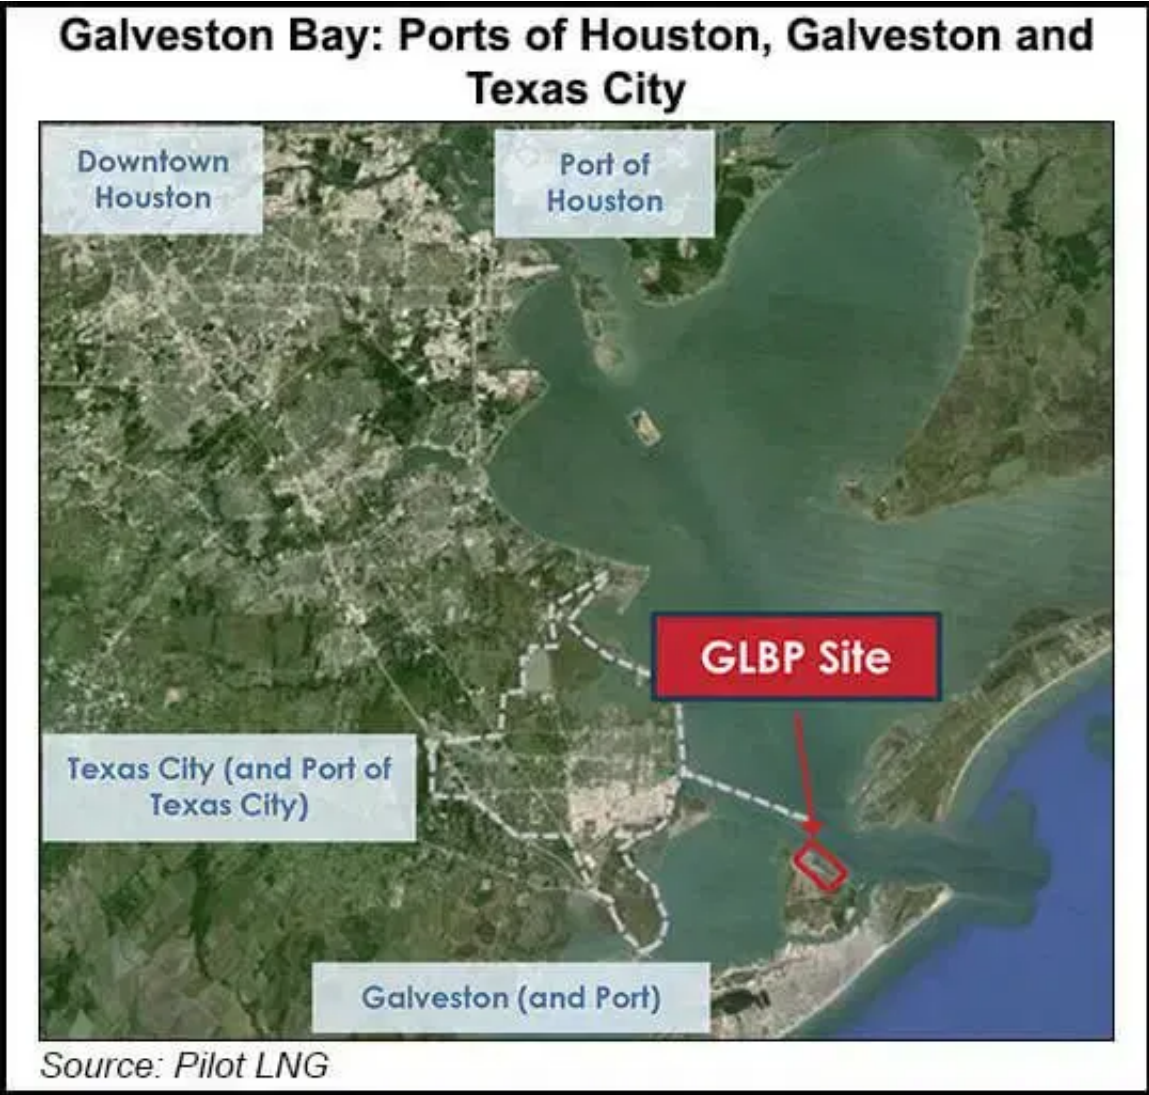 Galveston Bay: Ports of Houston, Galveston and
Texas City
Downtown
Houston
Port of
Houston
GLBP Site
Texas City (and Port of
Texas City)
Galveston (and Port)
Source: Pilot LNG